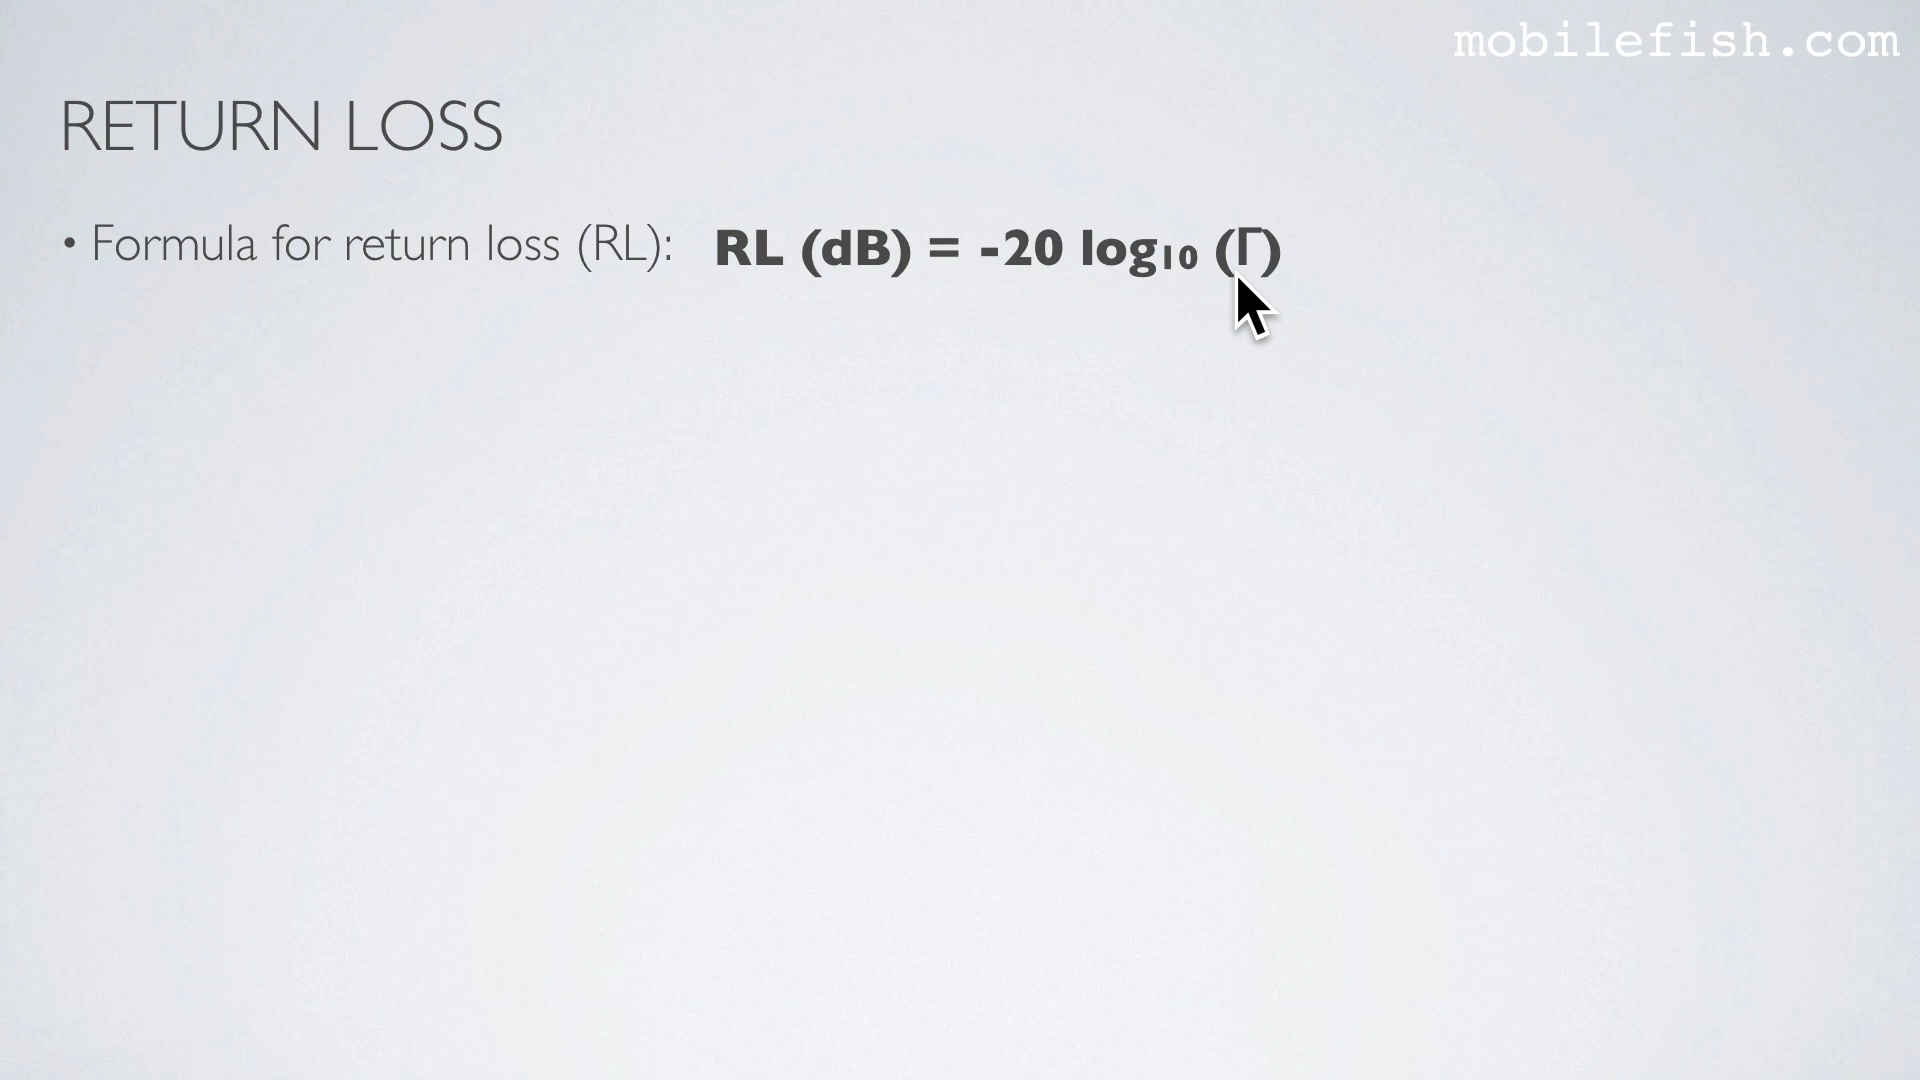 mobilefish.com
RETURN LOSS
• Formula for return loss (RL): RL (dB) = -20 log₁₀ (Γ)